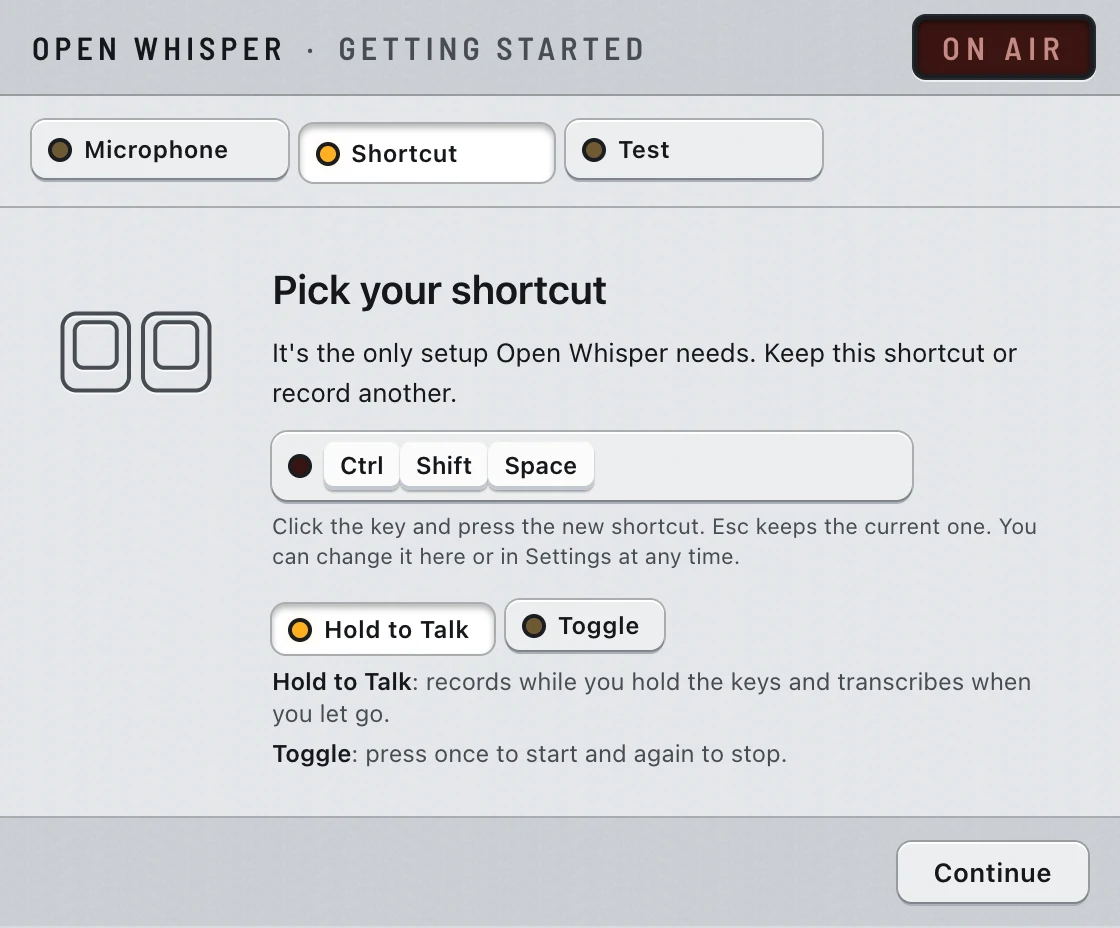 OPEN WHISPER · GETTING STARTED
ON AIR
Microphone
Shortcut
Test
Pick your shortcut
It's the only setup Open Whisper needs. Keep this shortcut or
record another.
Ctrl Shift Space
Click the key and press the new shortcut. Esc keeps the current one. You
can change it here or in Settings at any time.
Hold to Talk
Toggle
Hold to Talk: records while you hold the keys and transcribes when
you let go.
Toggle: press once to start and again to stop.
Continue